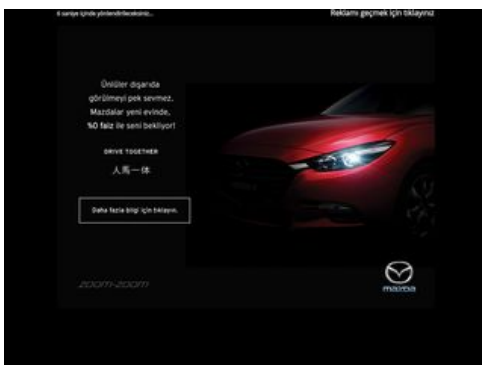 6 saniye içinde yönlendirileceksiniz...
Reklamı geçmek için tıklayınız
Ünlüler dışarıda
görülmeyi pek sevmez.
Mazdalar yeni evinde,
%0 faiz ile seni bekliyor!
DRIVE TOGETHER
人馬一体
Daha fazla bilgi için tıklayın.
zoom-zoom
mazda